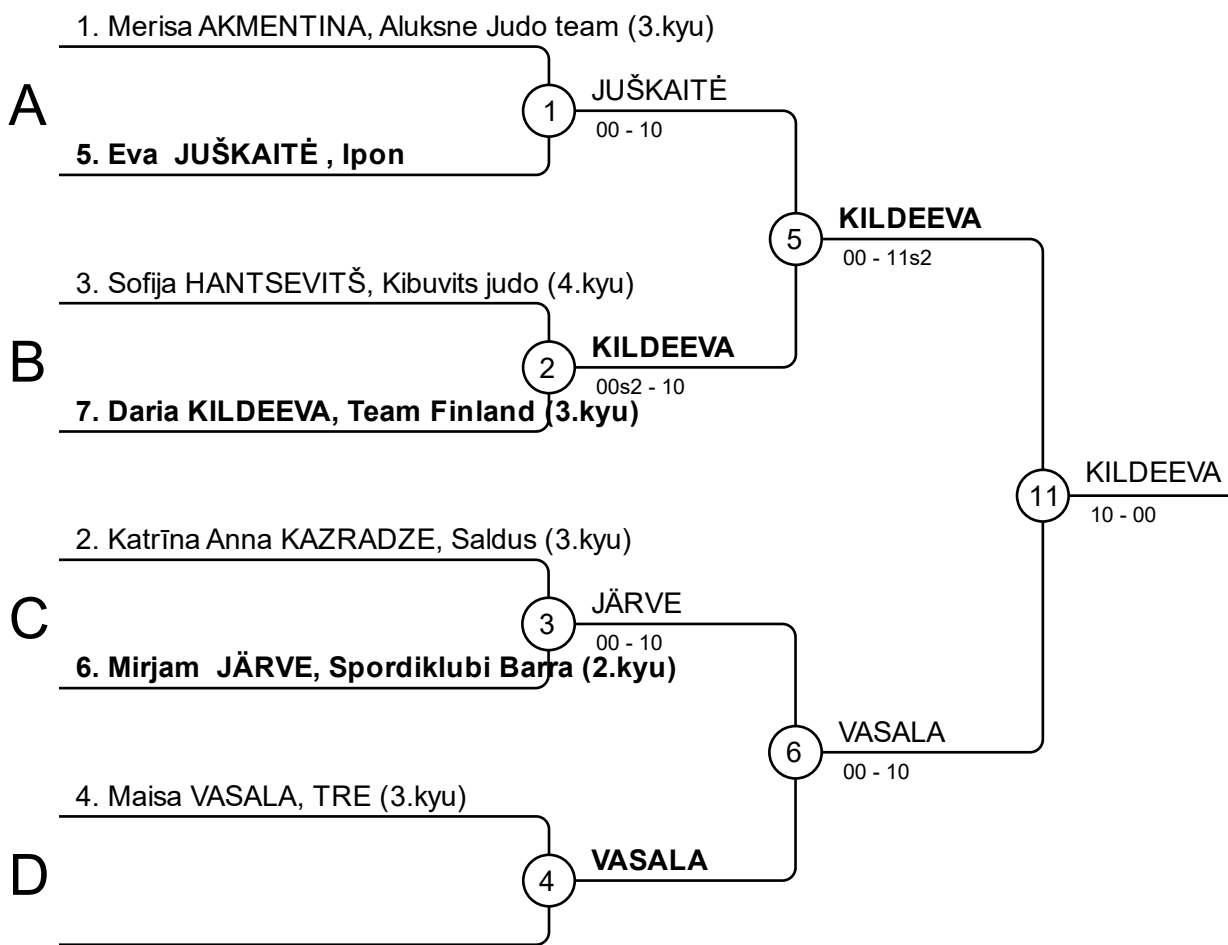 1. Merisa AKMENTINA, Aluksne Judo team (3.kyu)
A
1
JUŠKAITĖ
00 - 10
5. Eva  JUŠKAITĖ , Ipon
5
KILDEEVA
00 - 11s2
3. Sofija HANTSEVITŠ, Kibuvits judo (4.kyu)
B
2
KILDEEVA
00s2 - 10
7. Daria KILDEEVA, Team Finland (3.kyu)
11
KILDEEVA
10 - 00
2. Katrīna Anna KAZRADZE, Saldus (3.kyu)
C
3
JÄRVE
00 - 10
6. Mirjam  JÄRVE, Spordiklubi Barra (2.kyu)
6
VASALA
00 - 10
4. Maisa VASALA, TRE (3.kyu)
D
4
VASALA